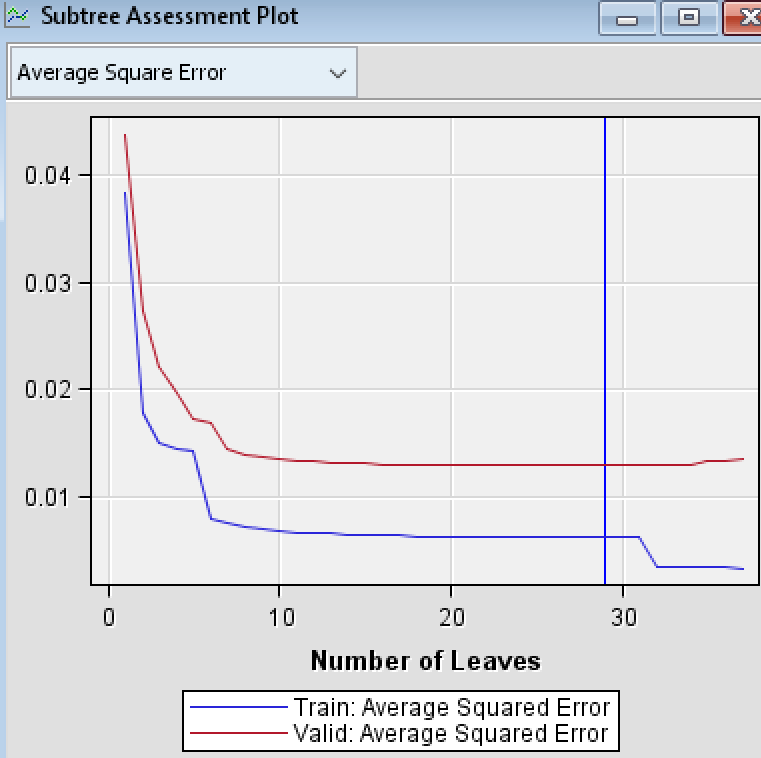 Subtree Assessment Plot
Average Square Error
0.04
0.03
0.02
0.01
0 10 20 30
Number of Leaves
Train: Average Squared Error
Valid: Average Squared Error